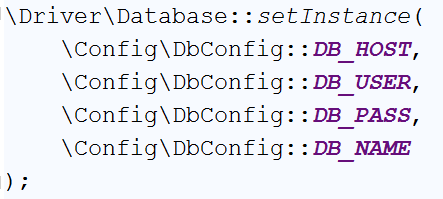 \Driver\Database::setInstance(
\Config\DbConfig::DB_HOST,
\Config\DbConfig::DB_USER,
\Config\DbConfig::DB_PASS,
\Config\DbConfig::DB_NAME
);